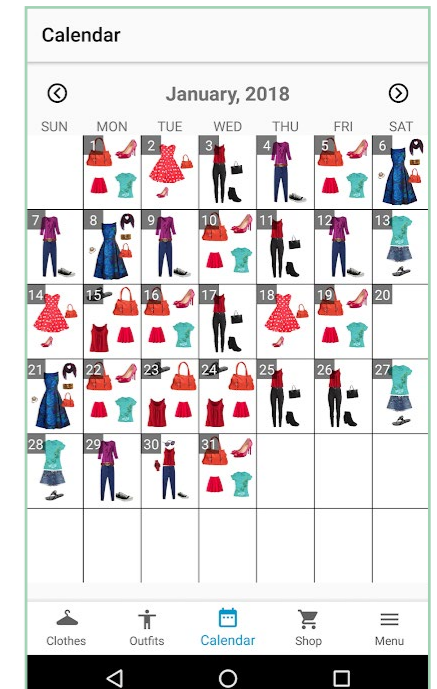 Calendar
January, 2018
SUN MON TUE WED THU FRI SAT
1 2 3 4 5 6
7 8 9 10 11 12 13
14 15 16 17 18 19 20
21 22 23 24 25 26 27
28 29 30 31
Clothes Outfits Calendar Shop Menu